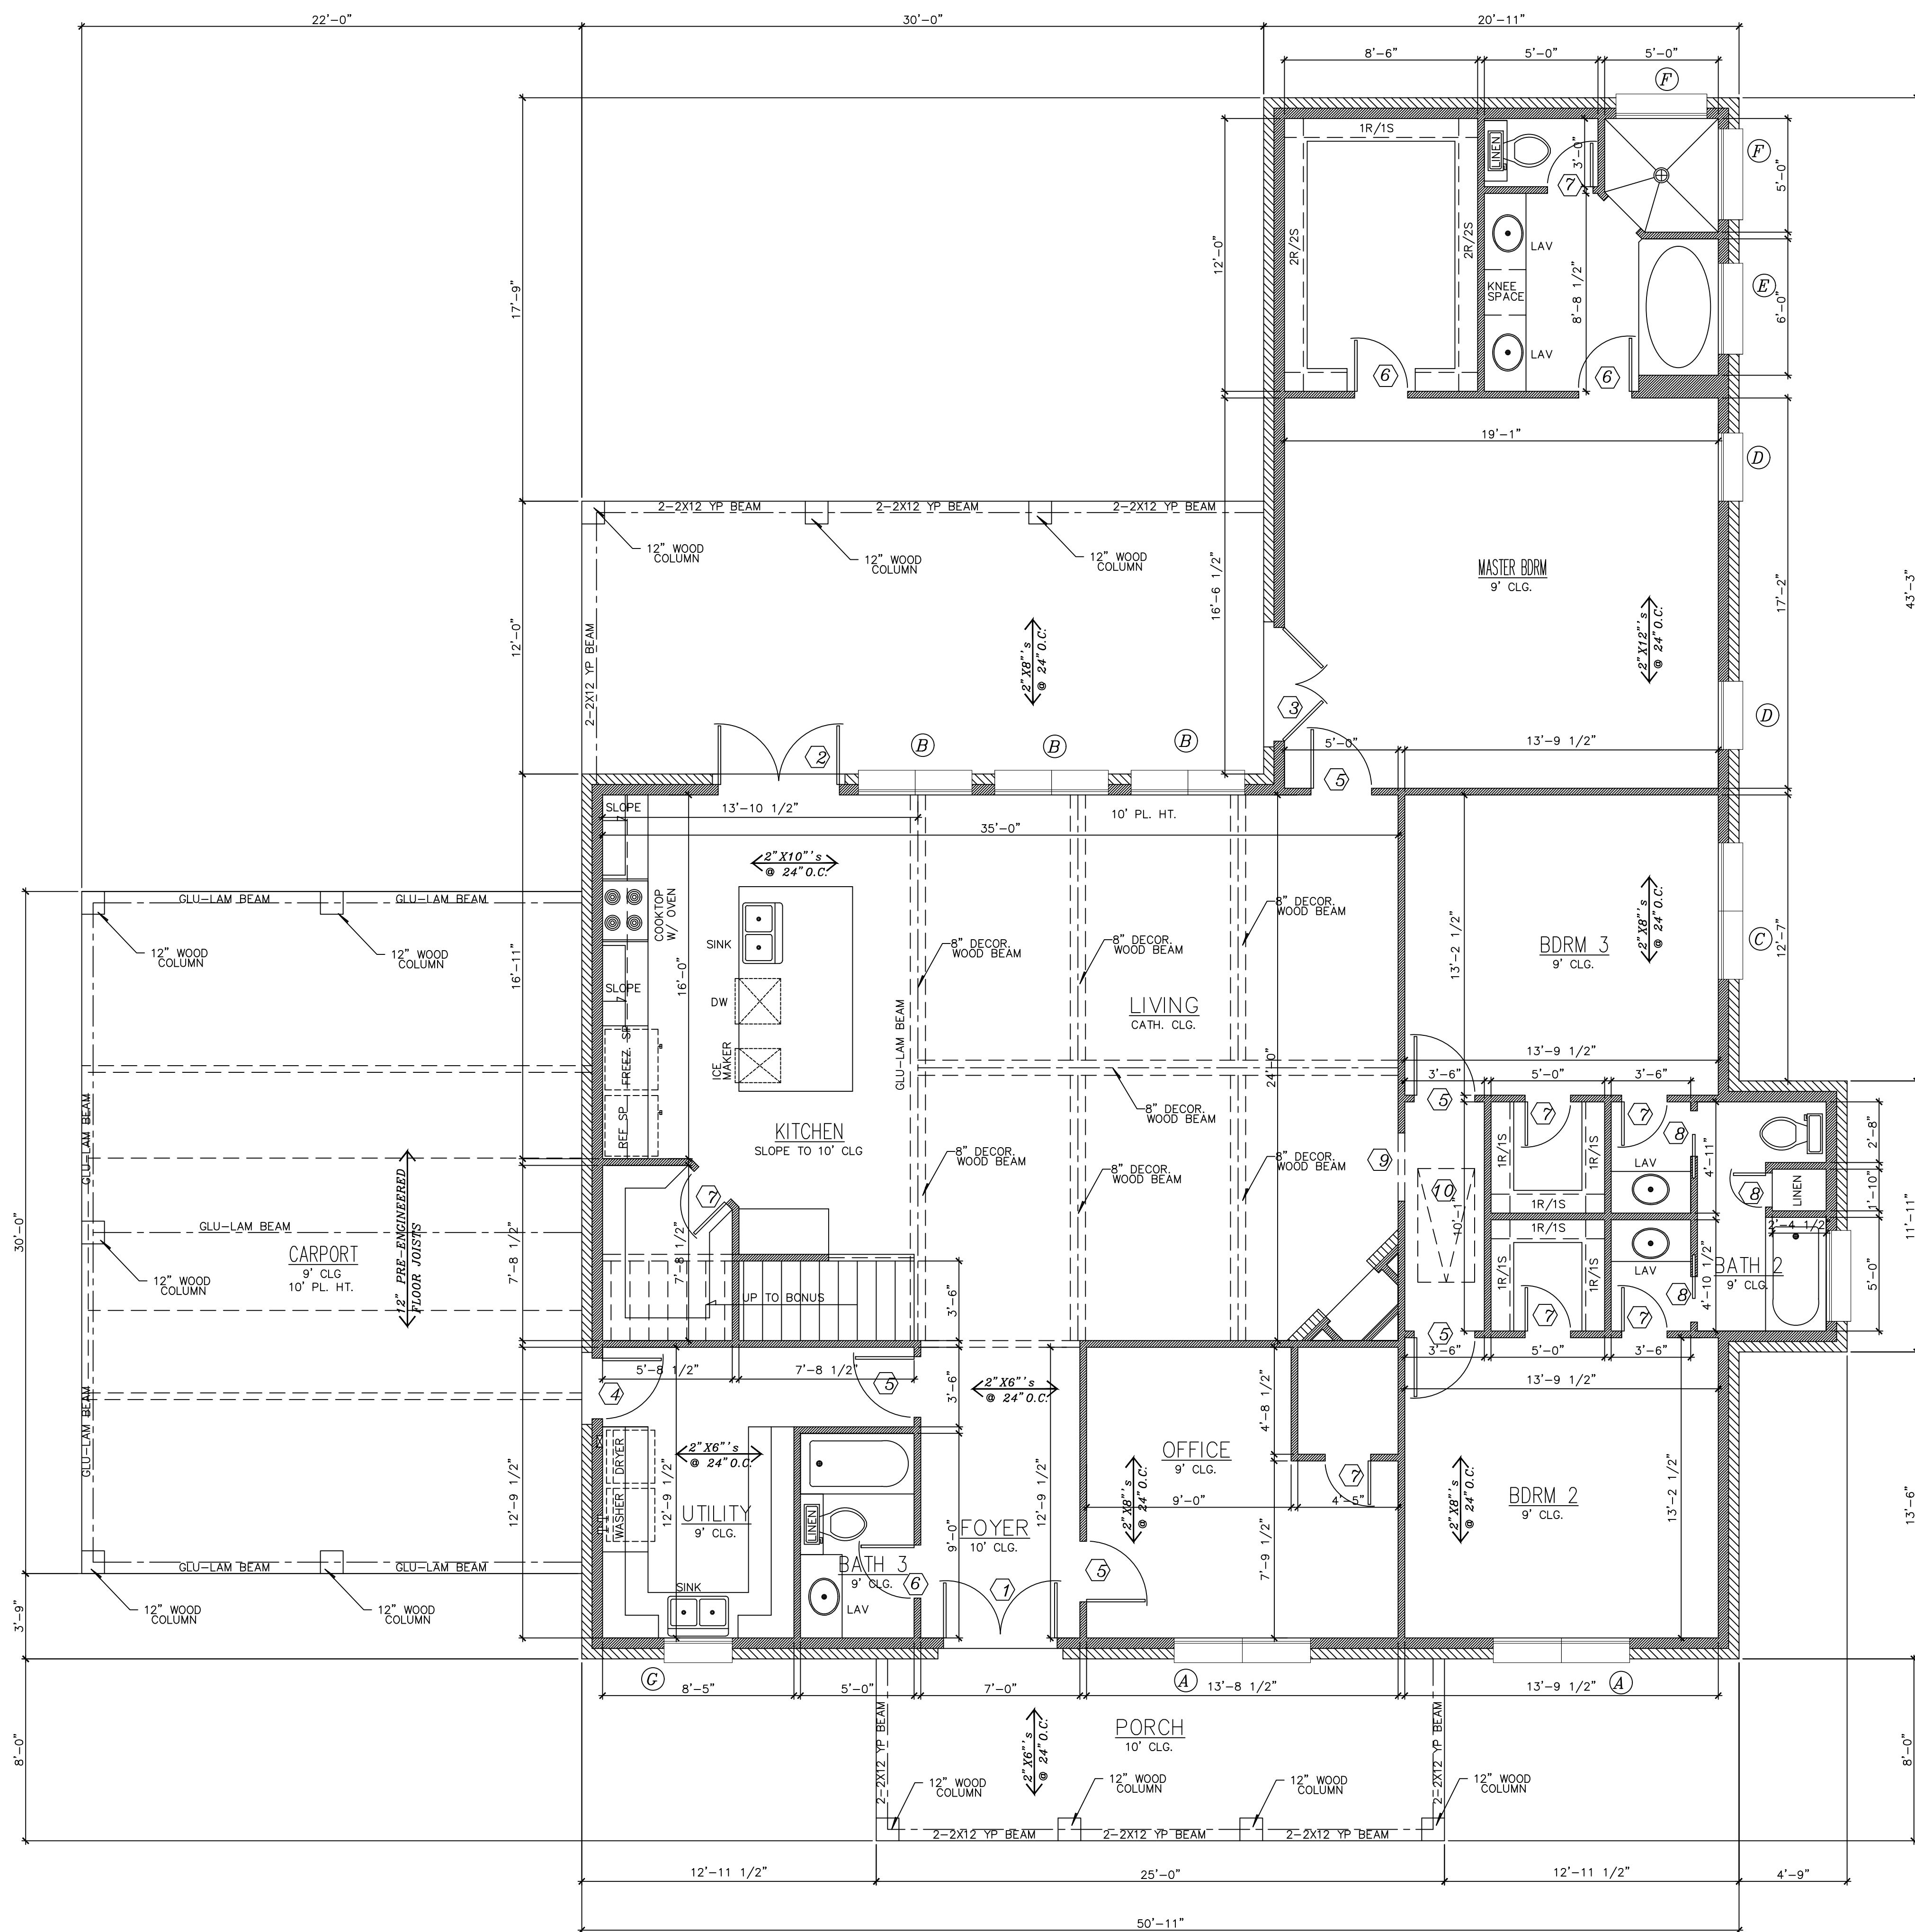 22'-0"
30'-0"
20'-11"
8'-6"
5'-0"
5'-0"
F
1R/1S
LINEN
3'-0"
7
F
5'-0"
2R/2S
2R/2S
12'-0"
17'-9"
LAV
KNEE
SPACE
8'-8 1/2"
E
6'-0"
LAV
6
6
19'-1"
D
2-2X12 YP BEAM
2-2X12 YP BEAM
2-2X12 YP BEAM
12" WOOD
COLUMN
12" WOOD
COLUMN
12" WOOD
COLUMN
MASTER BDRM
9' CLG.
16'-6 1/2"
17'-2"
43'-3"
12'-0"
2-2X12 YP BEAM
2"X8"'s
@ 24"O.C.
2"X12"'s
@ 24"O.C.
3
D
2
B
B
B
5'-0"
13'-9 1/2"
5
SLOPE
13'-10 1/2"
10' PL. HT.
35'-0"
2"X10"'s
@ 24"O.C.
COOKTOP
W/ OVEN
SINK
8" DECOR.
WOOD BEAM
8" DECOR.
WOOD BEAM
8" DECOR.
WOOD BEAM
2"X8"'s
@ 24"O.C.
BDRM 3
9' CLG.
C
12'-7"
13'-2 1/2"
GLU-LAM BEAM
GLU-LAM BEAM
12" WOOD
COLUMN
12" WOOD
COLUMN
16'-11"
16'-0"
SLOPE
DW
LIVING
CATH. CLG.
GLU-LAM BEAM
FREEZ. SP
ICE
MAKER
24'-0"
13'-9 1/2"
3'-6"
5'-0"
3'-6"
5
7
7
8
REF SP
8" DECOR.
WOOD BEAM
KITCHEN
SLOPE TO 10' CLG
8" DECOR.
WOOD BEAM
8" DECOR.
WOOD BEAM
8" DECOR.
WOOD BEAM
9
10
10'-1"
1R/1S
1R/1S
1R/1S
LAV
4'-11"
8
LINEN
2'-8"
1'-10"
GLU-LAM BEAM
12" PRE-ENGINEERED
FLOOR JOISTS
7
30'-0"
GLU-LAM BEAM
CARPORT
9' CLG
10' PL. HT.
12" WOOD
COLUMN
7'-8 1/2"
7'-8 1/2"
UP TO BONUS
3'-6"
1R/1S
1R/1S
1R/1S
LAV
4'-10 1/2"
2'-4 1/2"
BATH 2
9' CLG.
5'-0"
11'-11"
8
7
7
5
3'-6"
5'-0"
3'-6"
GLU-LAM BEAM
4
5'-8 1/2"
7'-8 1/2"
5
3'-6"
2"X6"'s
@ 24"O.C.
4'-8 1/2"
13'-9 1/2"
12'-9 1/2"
12'-9 1/2"
DRYER
WASHER
2"X6"'s
@ 24"O.C.
UTILITY
9' CLG.
LINEN
9'-0"
FOYER
10' CLG.
12'-9 1/2"
OFFICE
9' CLG.
2"X8"'s
@ 24"O.C.
9'-0"
4'-5"
7
2"X8"'s
@ 24"O.C.
BDRM 2
9' CLG.
13'-2 1/2"
13'-6"
GLU-LAM BEAM
GLU-LAM BEAM
12" WOOD
COLUMN
12" WOOD
COLUMN
3'-9"
BATH 3
9' CLG.
6
LAV
SINK
1
5
7'-9 1/2"
G
8'-5"
5'-0"
7'-0"
A
13'-8 1/2"
13'-9 1/2"
A
8'-0"
2-2X12 YP BEAM
2"X6"'s
@ 24"O.C.
PORCH
10' CLG.
2-2X12 YP BEAM
8'-0"
12" WOOD
COLUMN
12" WOOD
COLUMN
12" WOOD
COLUMN
12" WOOD
COLUMN
2-2X12 YP BEAM
2-2X12 YP BEAM
2-2X12 YP BEAM
12'-11 1/2"
25'-0"
12'-11 1/2"
4'-9"
50'-11"